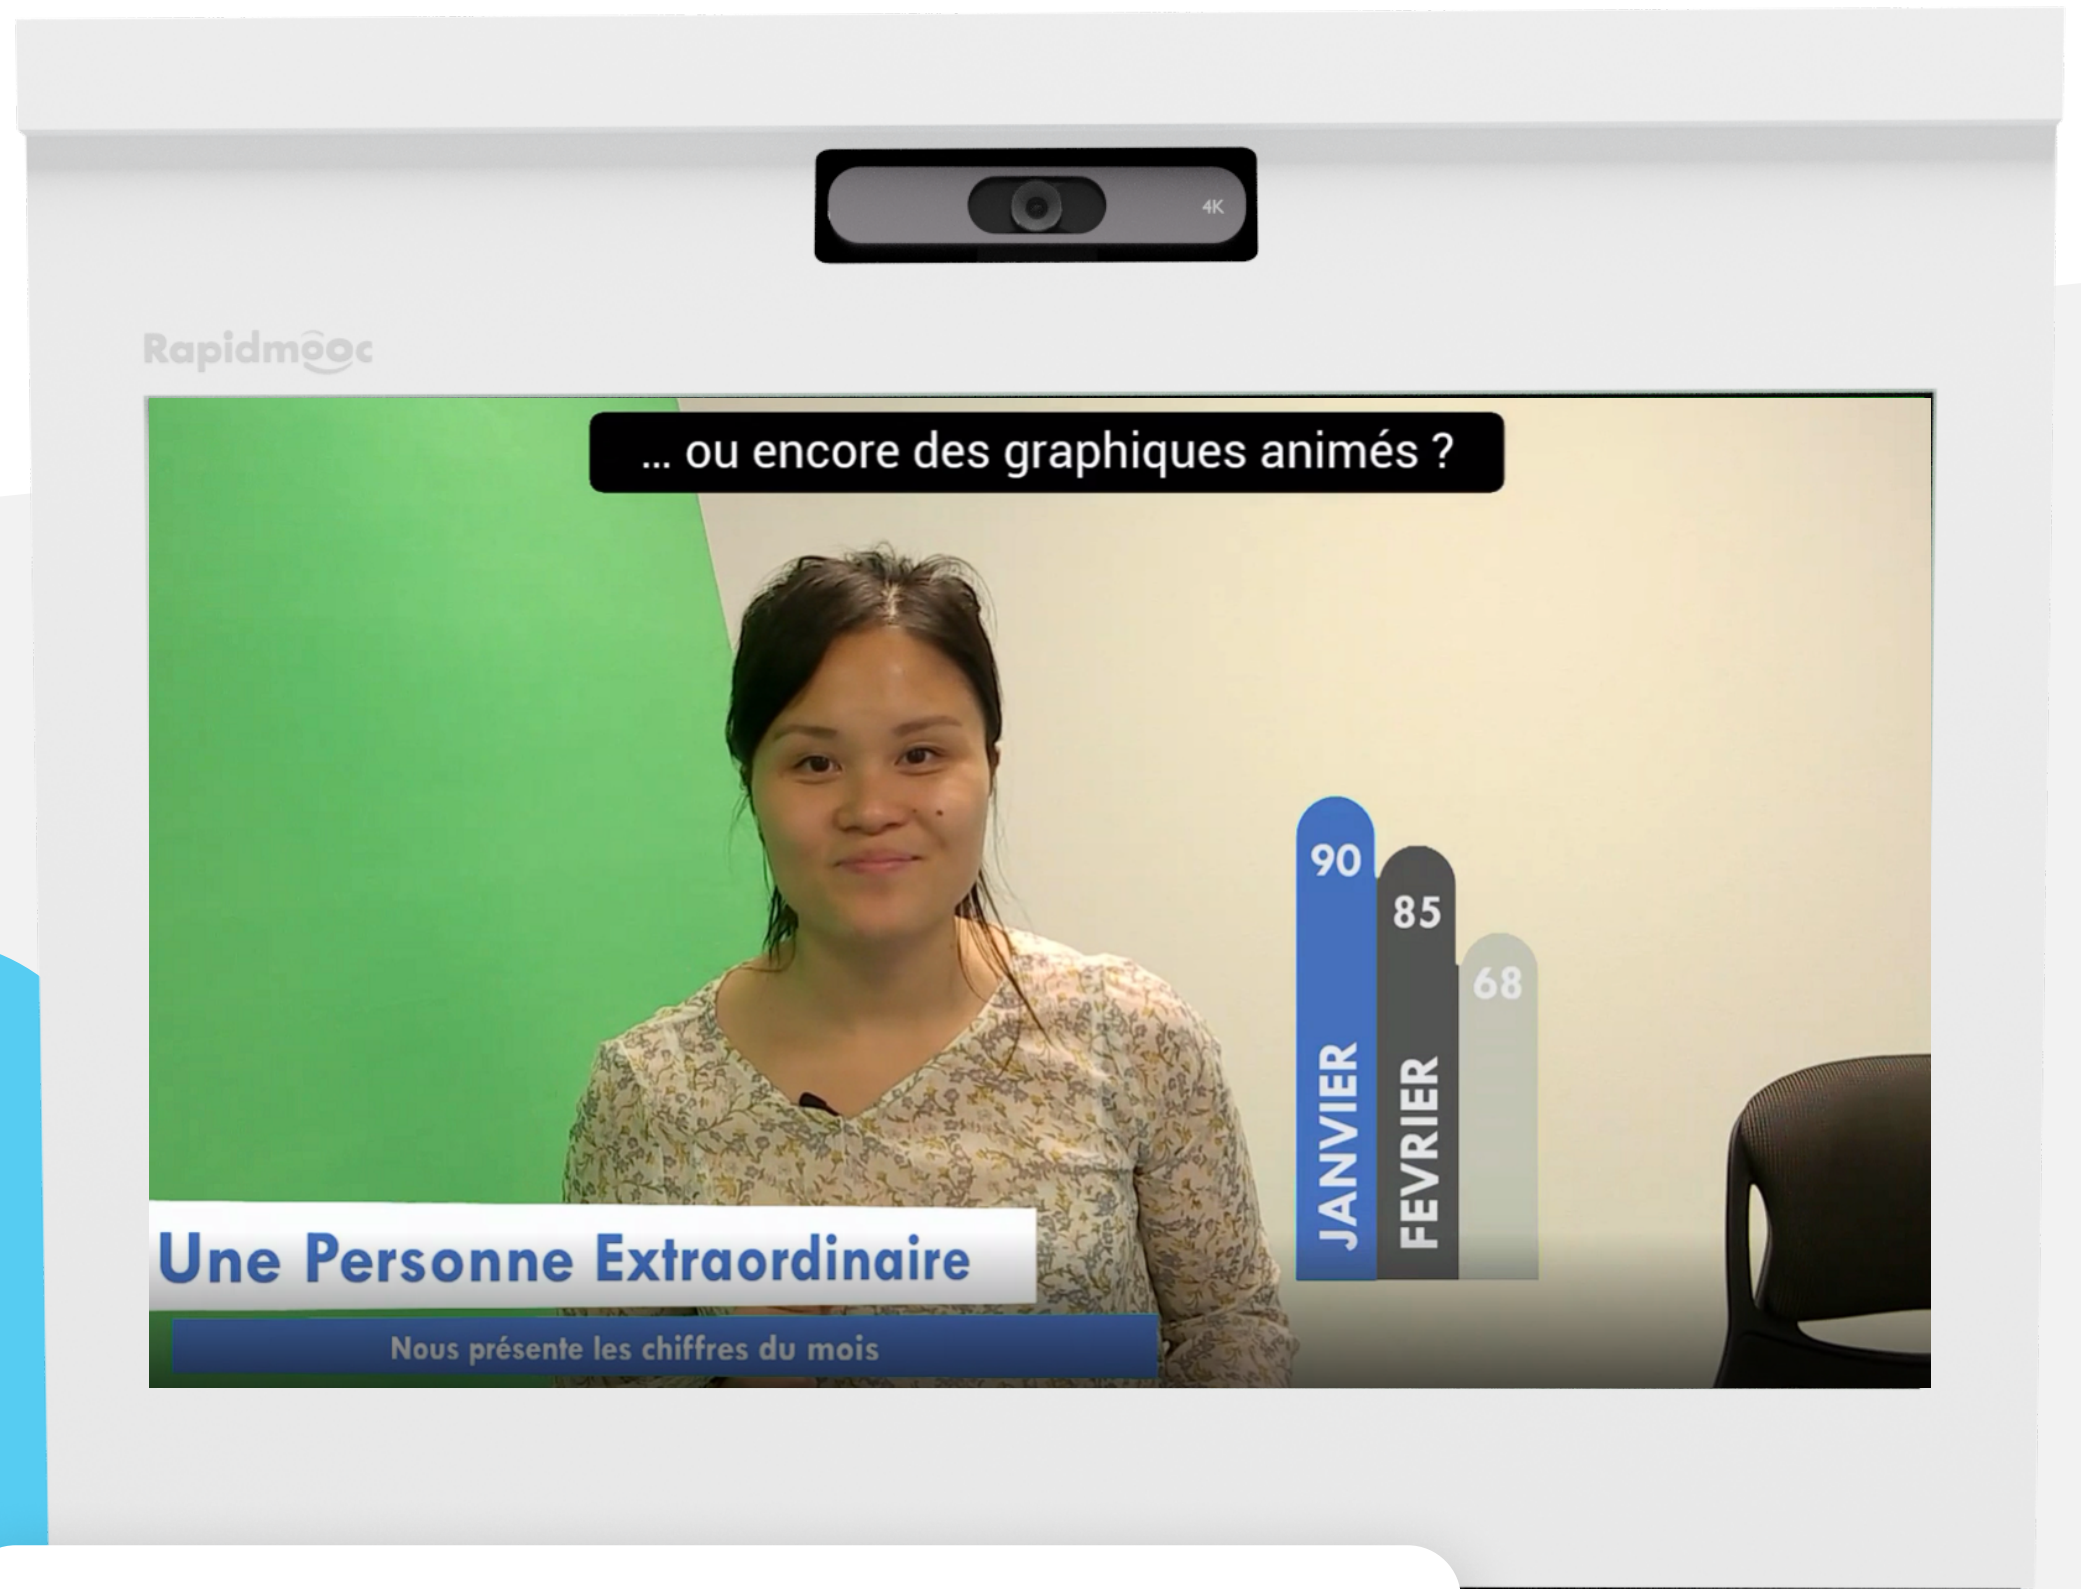 4K
Rapidmooc
... ou encore des graphiques animés ?
90
85
68
JANVIER
FEVRIER
Une Personne Extraordinaire
Nous présente les chiffres du mois